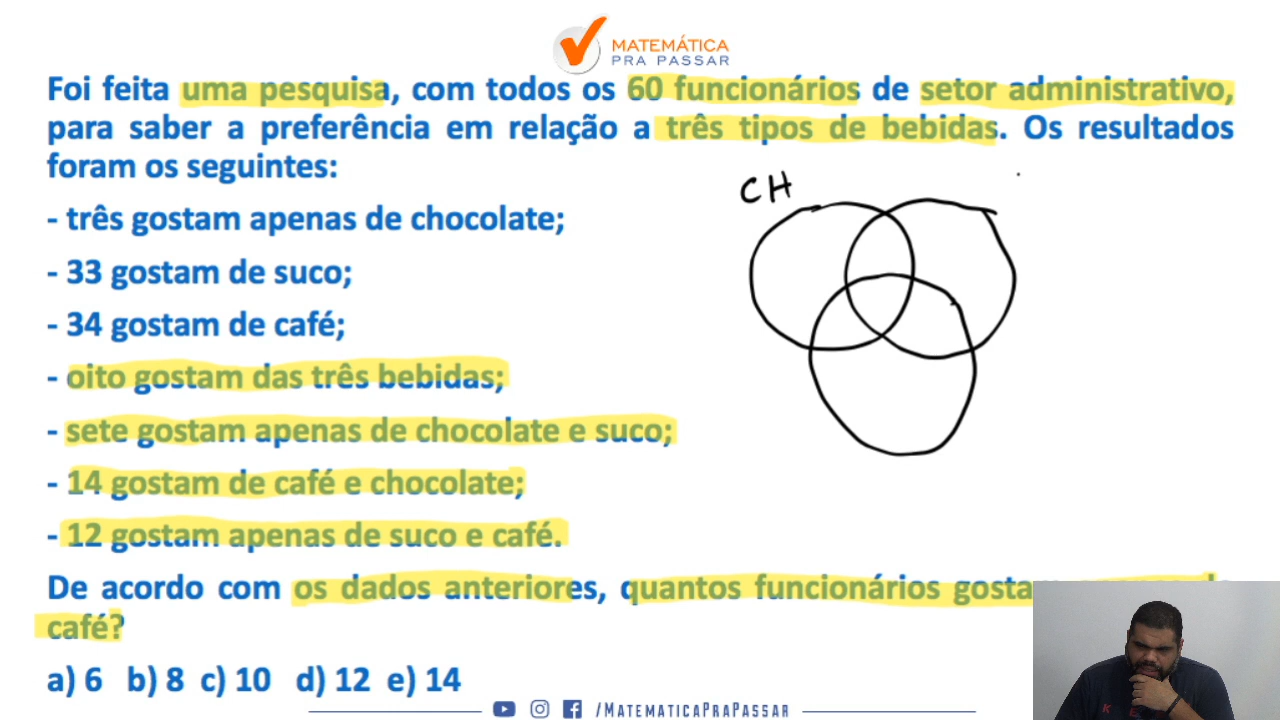 MATEMÁTICA
PRA PASSAR
Foi feita uma pesquisa, com todos os 60 funcionários de setor administrativo,
para saber a preferência em relação a três tipos de bebidas. Os resultados
foram os seguintes:
CH
- três gostam apenas de chocolate;
- 33 gostam de suco;
- 34 gostam de café;
- oito gostam das três bebidas;
- sete gostam apenas de chocolate e suco;
- 14 gostam de café e chocolate;
- 12 gostam apenas de suco e café.
De acordo com os dados anteriores, quantos funcionários
café?
a) 6 b) 8 c) 10 d) 12 e) 14
/MATEMATICAPRAPASSAR